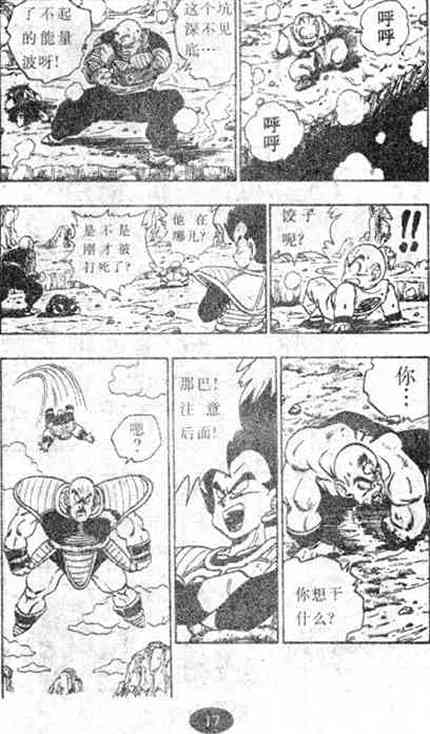 呼
呼
呼
呼
这个坑
深不见
底…
了不起
的能量
波呀!
饺子
呢?
!!
他在
哪儿?
是不是
刚才被
打死了?
你
…
你想干
什么?
那巴!
注意
后面!
嗯
?
17